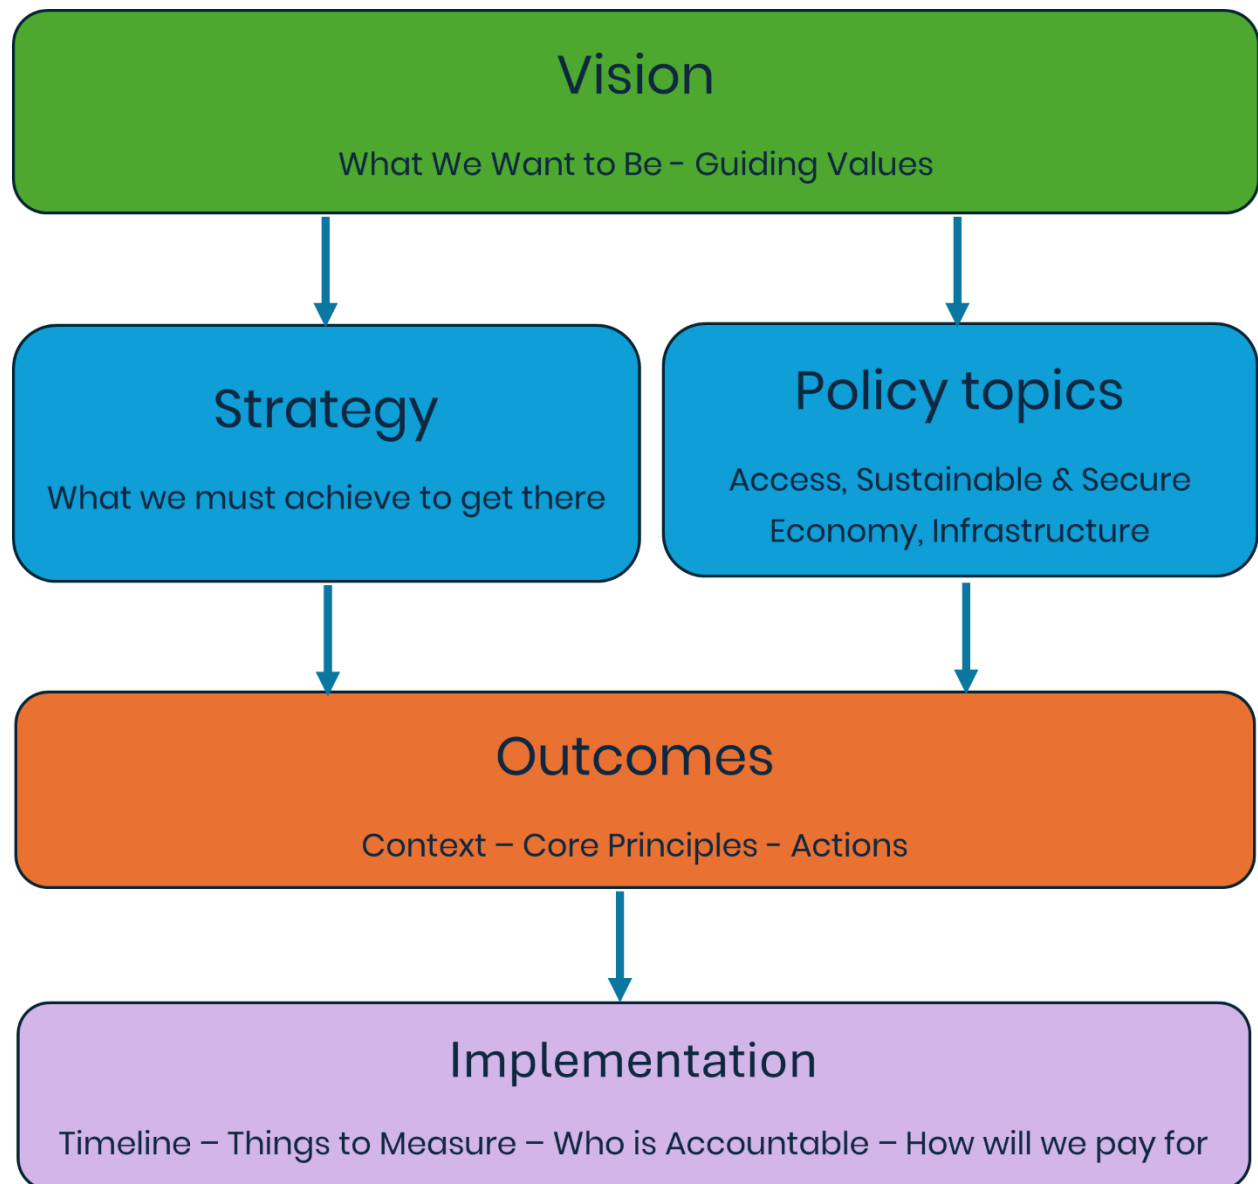 Vision
What We Want to Be - Guiding Values
Strategy
What we must achieve to get there
Policy topics
Access, Sustainable & Secure
Economy, Infrastructure
Outcomes
Context – Core Principles - Actions
Implementation
Timeline – Things to Measure – Who is Accountable – How will we pay for